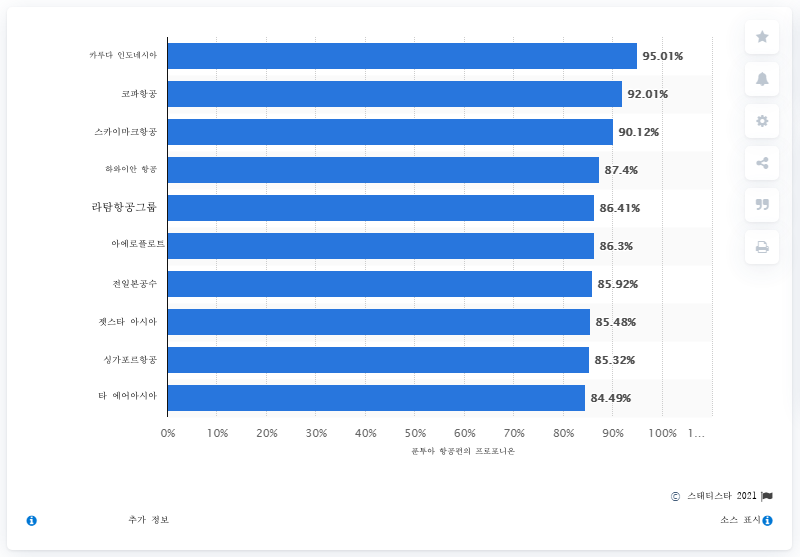 카루다 인도네시아 95.01%
코파항공 92.01%
스카이마크항공 90.12%
하와이안 항공 87.4%
라탐항공그룹 86.41%
아에로플로트 86.3%
전일본공수 85.92%
젯스타 아시아 85.48%
싱가포르항공 85.32%
타 에어아시아 84.49%
0% 10% 20% 30% 40% 50% 60% 70% 80% 90% 100% 1...
푼투아 항공편의 프로포니온
© 스태티스타 2021
추가 정보 소스 표시